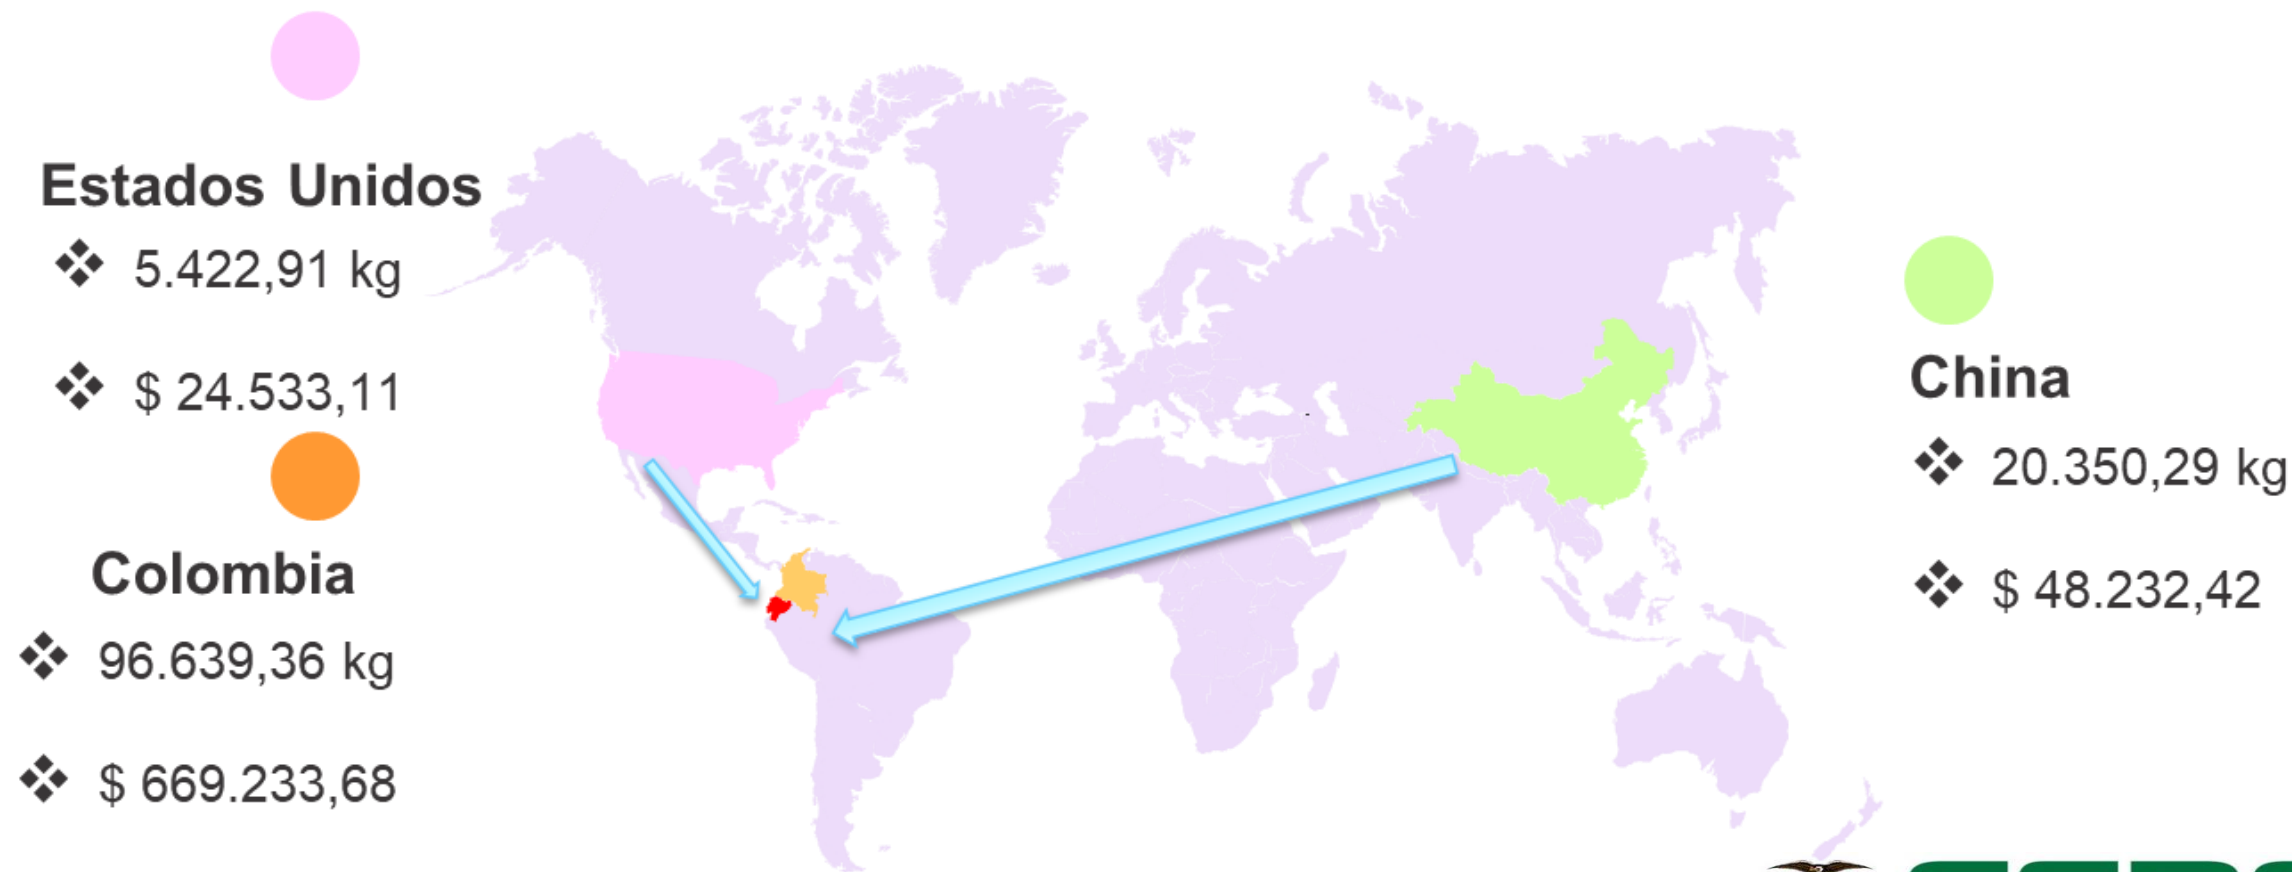 Estados Unidos
5.422,91 kg
$ 24.533,11
Colombia
96.639,36 kg
$ 669.233,68
China
20.350,29 kg
$ 48.232,42